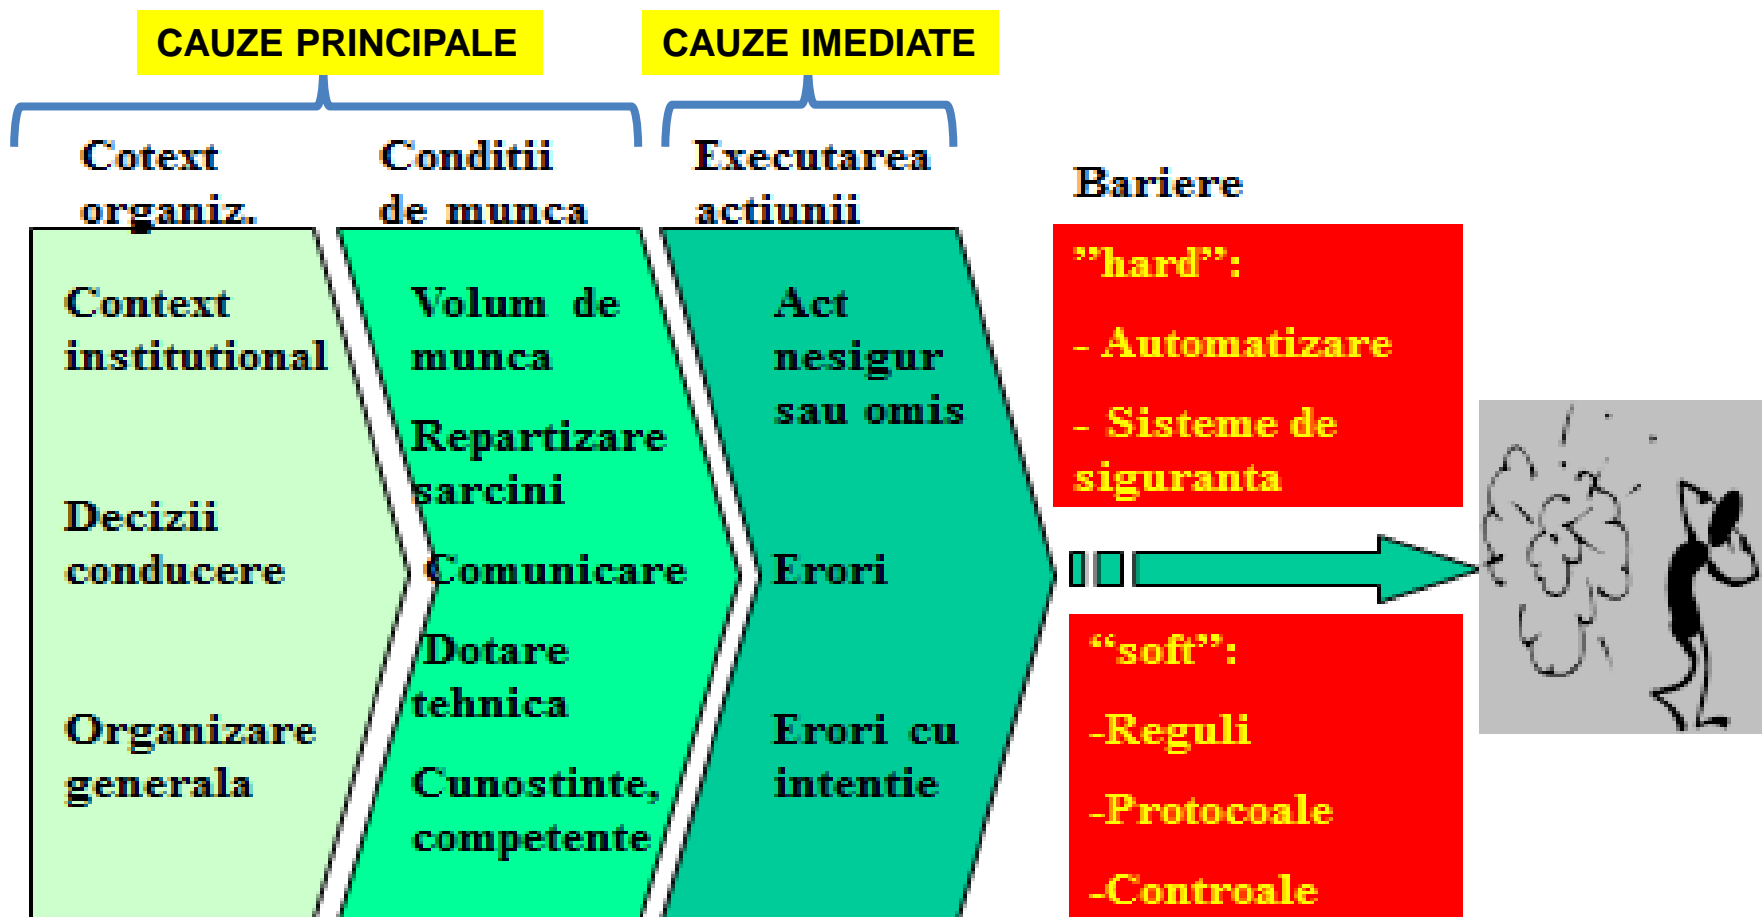 CAUZE PRINCIPALE
CAUZE IMEDIATE
Cotext
organiz.
Conditii
de munca
Executarea
actiunii
Bariere
Context
institutional
Decizii
conducere
Organizare
generala
Volum de
munca
Repartizare
sarcini
Comunicare
Dotare
tehnica
Cunostinte,
competente
Act
nesigur
sau omis
Erori
Erori cu
intentie
”hard”:
- Automatizare
- Sisteme de
siguranta
“soft”:
-Reguli
-Protocoale
-Controale